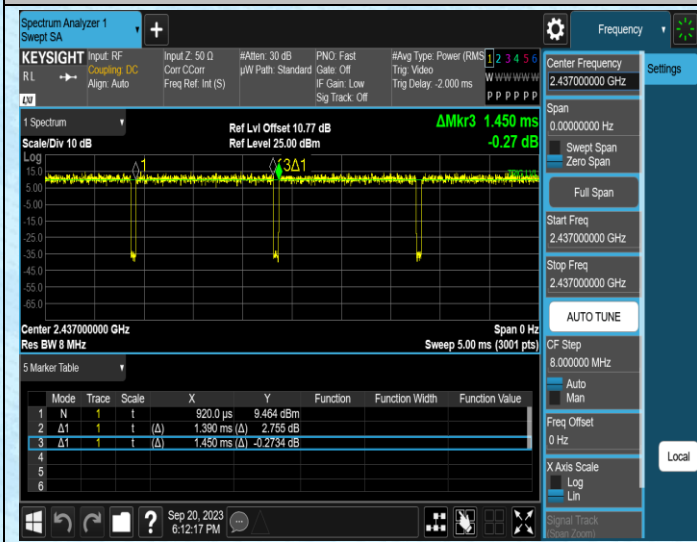 Spectrum Analyzer 1
Swept SA
+
Frequency
KEYSIGHT
RL
LXI
Input: RF
Coupling: DC
Align: Auto
Input Z: 50 Ω
Corr CCorr
Freq Ref: Int (S)
#Atten: 30 dB
µW Path: Standard
PNO: Fast
Gate: Off
IF Gain: Low
Sig Track: Off
#Avg Type: Power (RMS
Trig: Video
Trig Delay: -2.000 ms
1 2 3 4 5 6
W W W W W W
P P P P P P
1 Spectrum
Scale/Div 10 dB
Ref Lvl Offset 10.77 dB
Ref Level 25.00 dBm
ΔMkr3 1.450 ms
-0.27 dB
Log
15.0
5.00
-5.00
-15.0
-25.0
-35.0
-45.0
-55.0
-65.0
1
3Δ1
Center 2.437000000 GHz
Res BW 8 MHz
Span 0 Hz
Sweep 5.00 ms (3001 pts)
5 Marker Table
Mode Trace Scale X Y Function Function Width Function Value
1 N 1 t 920.0 µs 9.464 dBm
2 Δ1 1 t (Δ) 1.390 ms (Δ) 2.755 dB
3 Δ1 1 t (Δ) 1.450 ms (Δ) -0.2734 dB
4
5
6
Sep 20, 2023
6:12:17 PM
Center Frequency
2.437000000 GHz
Span
0.00000000 Hz
Swept Span
Zero Span
Full Span
Start Freq
2.437000000 GHz
Stop Freq
2.437000000 GHz
AUTO TUNE
CF Step
8.000000 MHz
Auto
Man
Freq Offset
0 Hz
X Axis Scale
Log
Lin
Signal Track
(Span Zoom)
Settings
Local